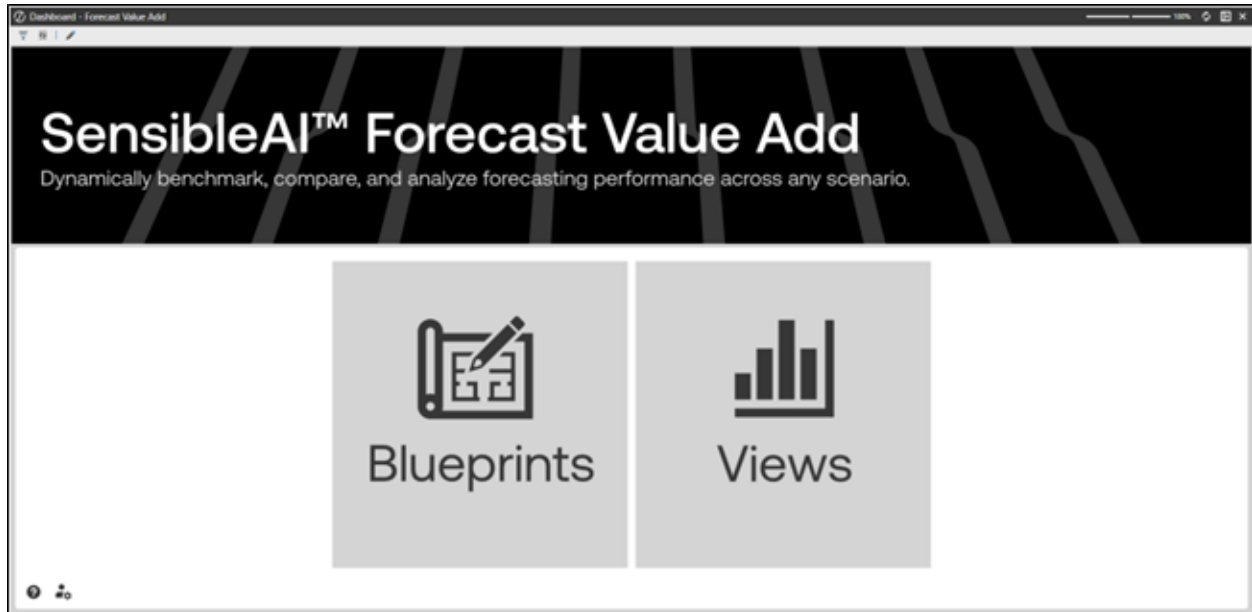 Dashboard - Forecast Value Add
100%
SensibleAI™ Forecast Value Add
Dynamically benchmark, compare, and analyze forecasting performance across any scenario.
Blueprints
Views